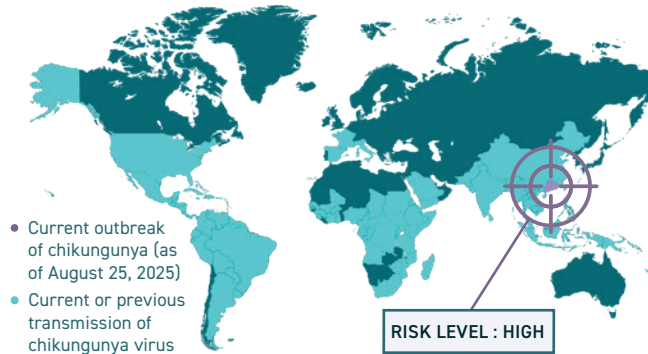 Current outbreak
of chikungunya (as
of August 25, 2025)
Current or previous
transmission of
chikungunya virus
RISK LEVEL : HIGH